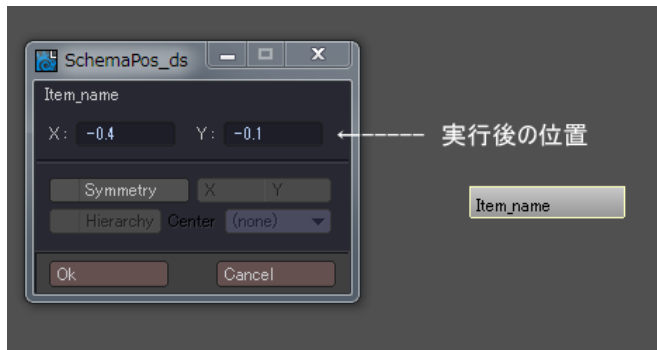 SchemaPos_ds
Item_name
X: -0.4 Y: -0.1 ←------ 実行後の位置
Symmetry X Y
Item_name
Hierarchy Center (none)
Ok Cancel